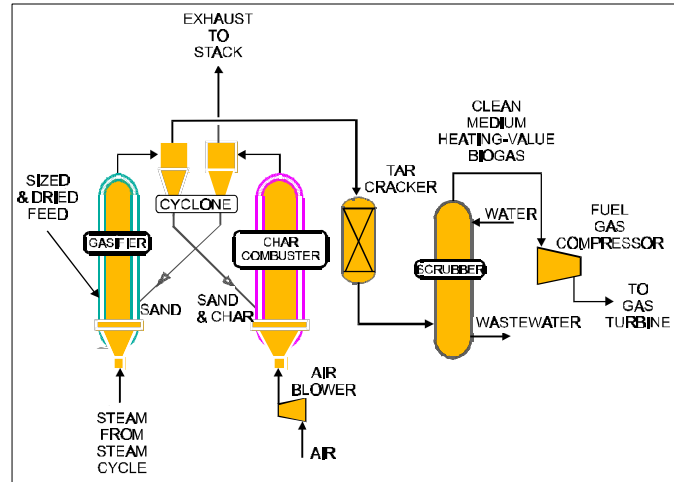 EXHAUST
TO
STACK
CLEAN
MEDIUM
HEATING-VALUE
BIOGAS
SIZED
& DRIED
FEED
TAR
CRACKER
CYCLONE
WATER
FUEL
GAS
COMPRESSOR
GASIFIER
CHAR
COMBUSTER
SCRUBBER
SAND
SAND
& CHAR
TO
GAS
TURBINE
WASTEWATER
AIR
BLOWER
STEAM
FROM
STEAM
CYCLE
AIR